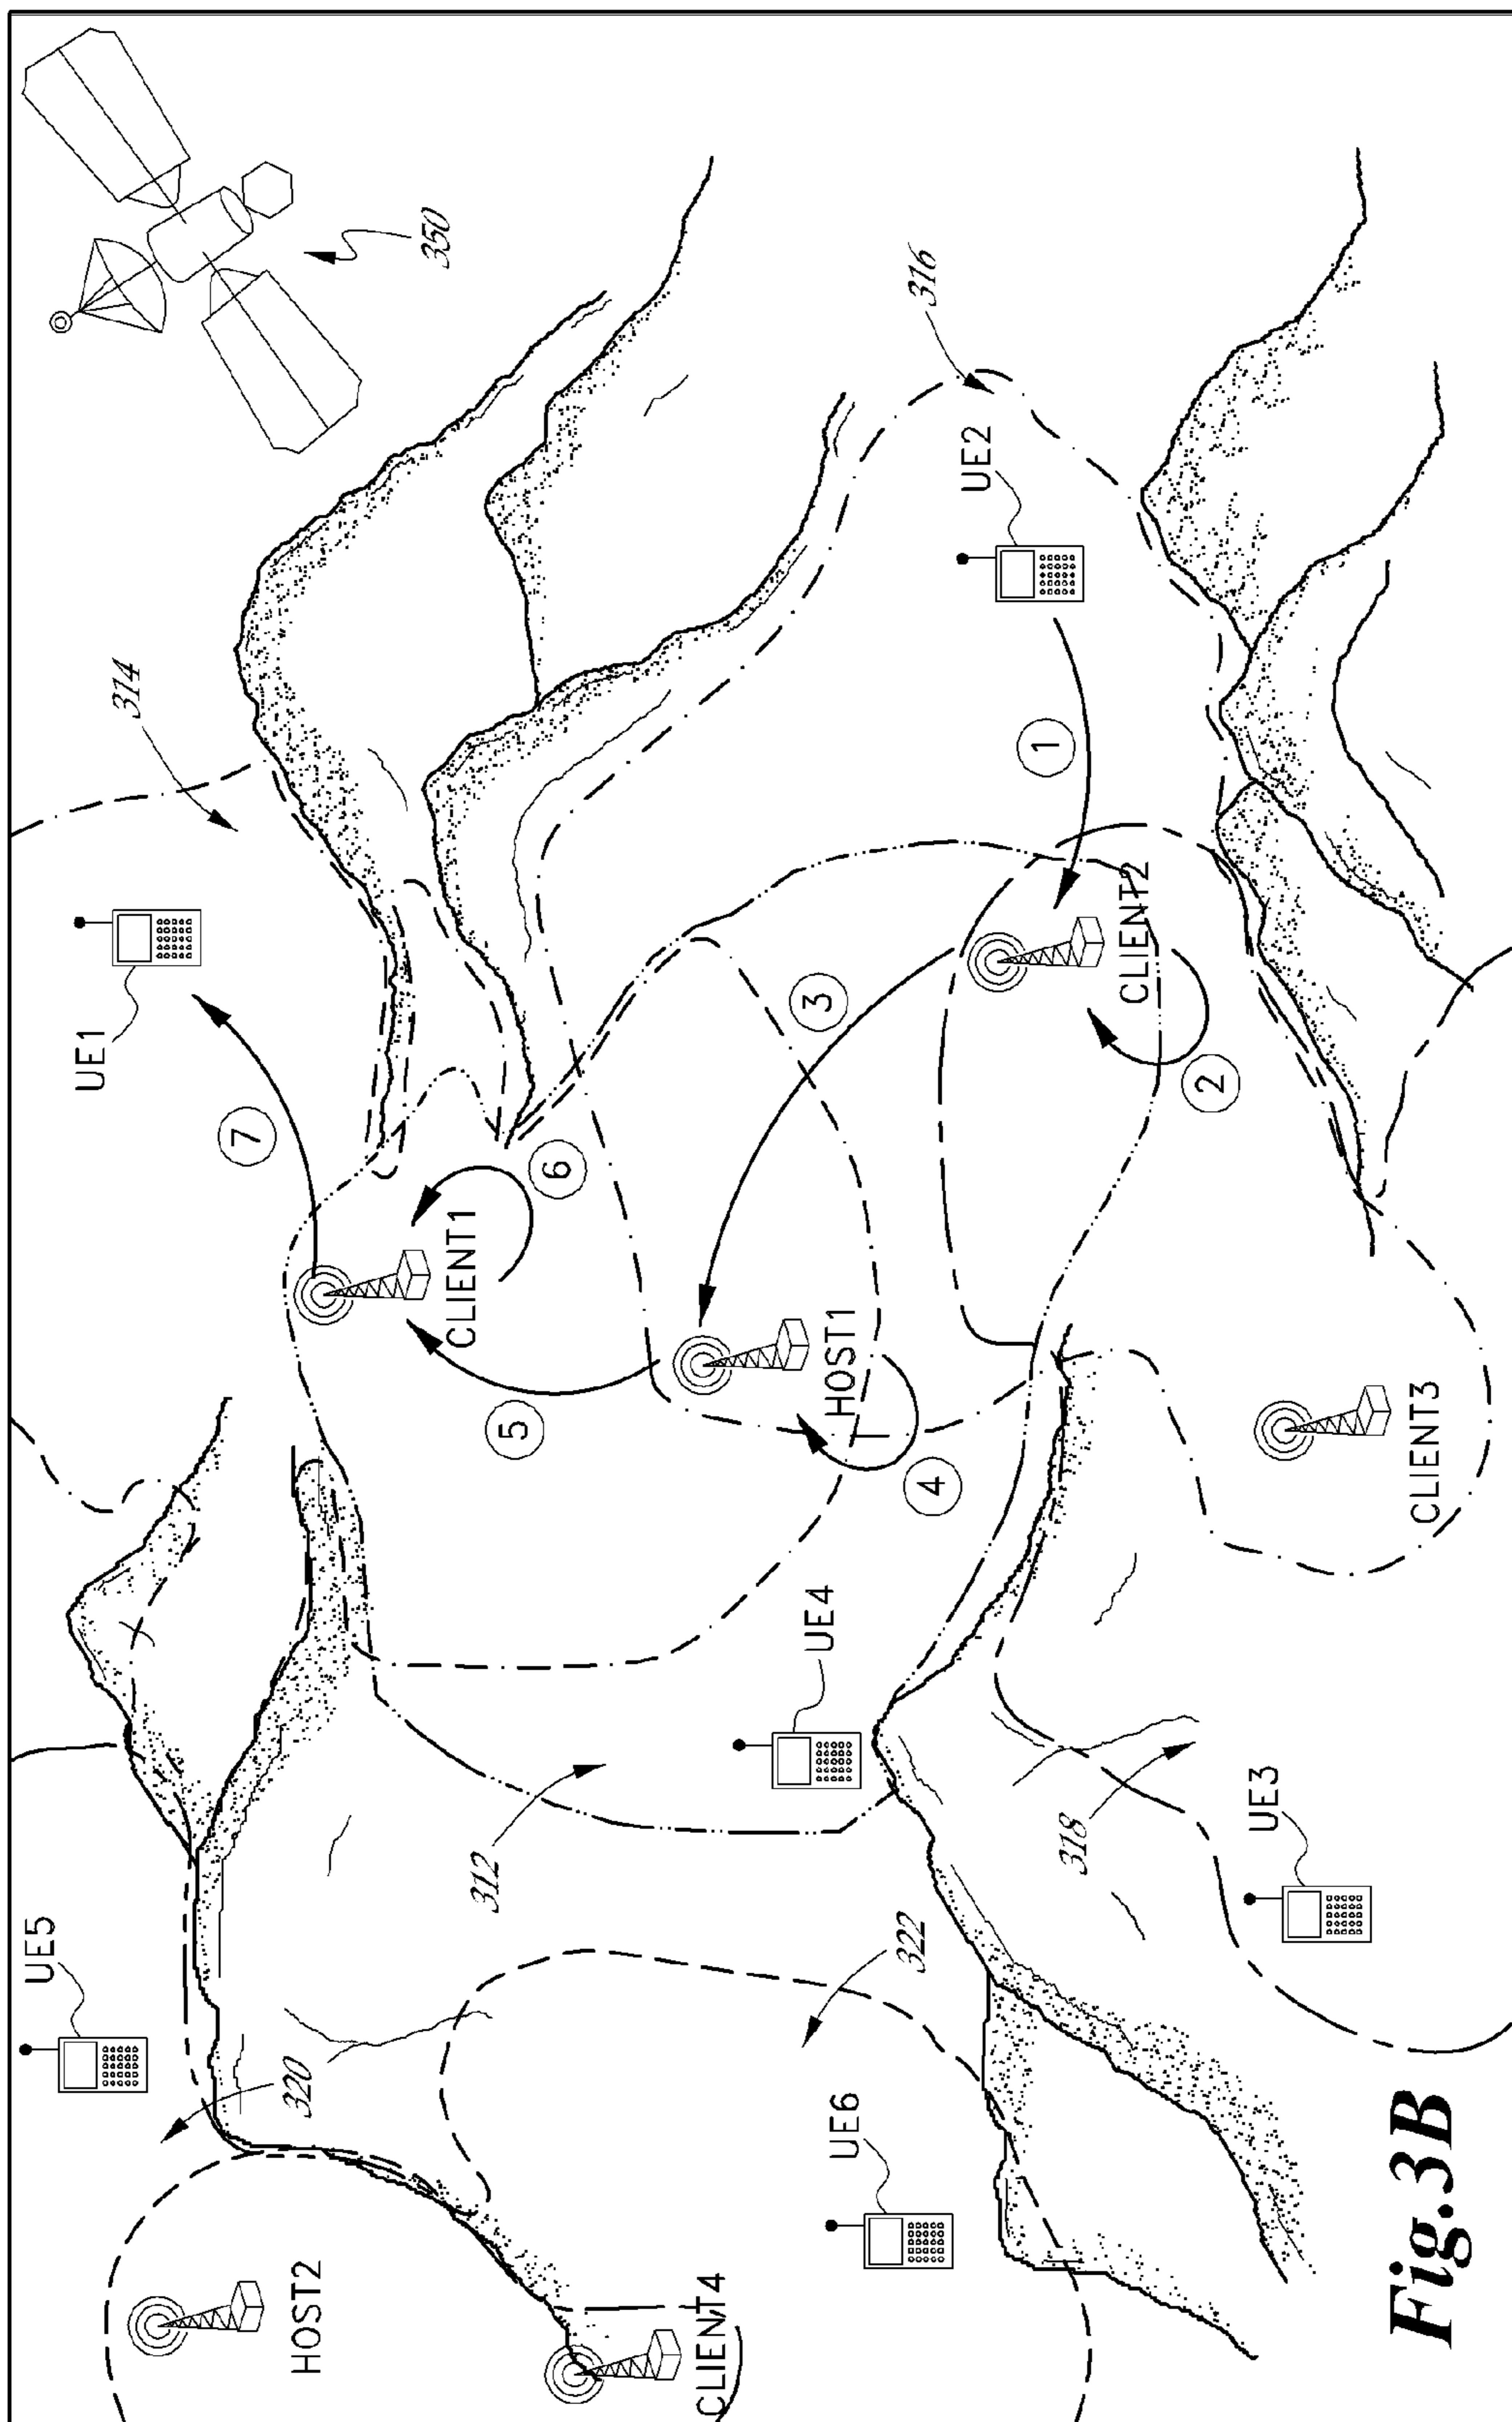 350
316
UE2
314
UE1
1
CLIENT2
3
2
7
6
CLIENT1
HOST1
5
4
CLIENT3
UE4
UE3
318
312
322
UE5
320
UE6
HOST2
CLIENT4
Fig.3B